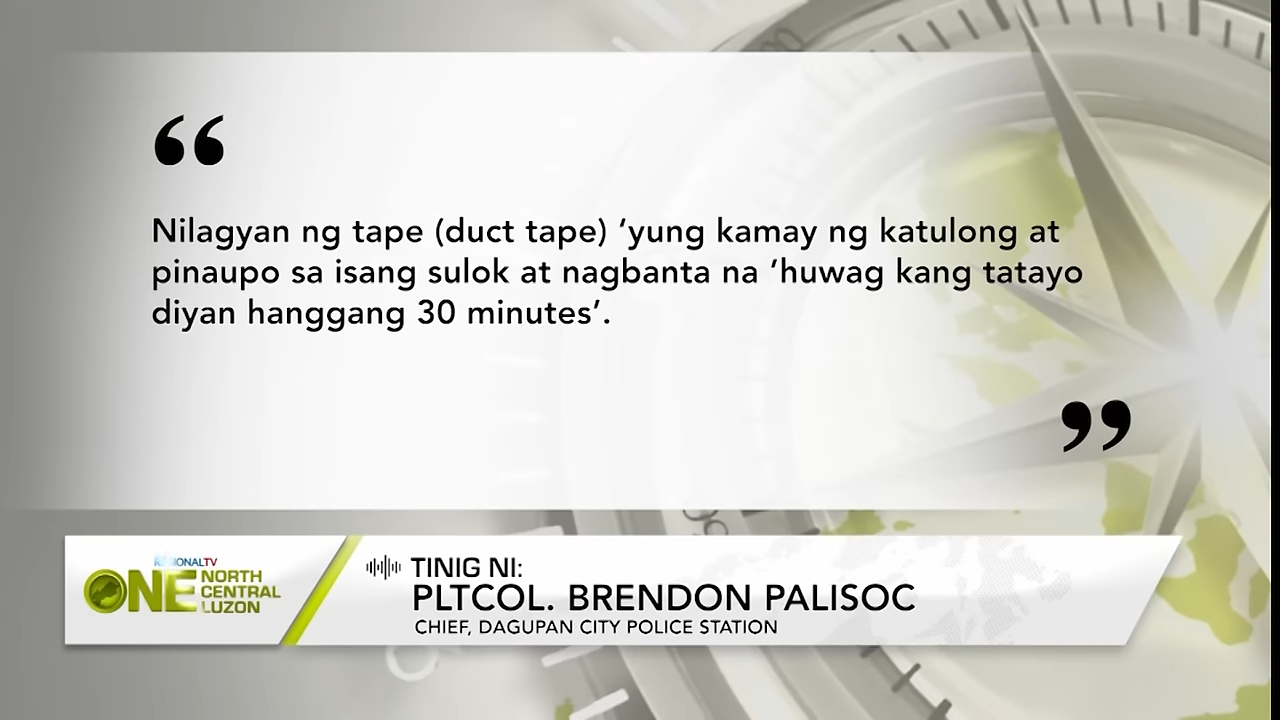 “
Nilagyan ng tape (duct tape) ‘yung kamay ng katulong at
pinaupo sa isang sulok at nagbanta na ’huwag kang tatayo
diyan hanggang 30 minutes’.
”
REGIONALTV
ONE NORTH
CENTRAL
LUZON
TINIG NI:
PLTCOL. BRENDON PALISOC
CHIEF, DAGUPAN CITY POLICE STATION